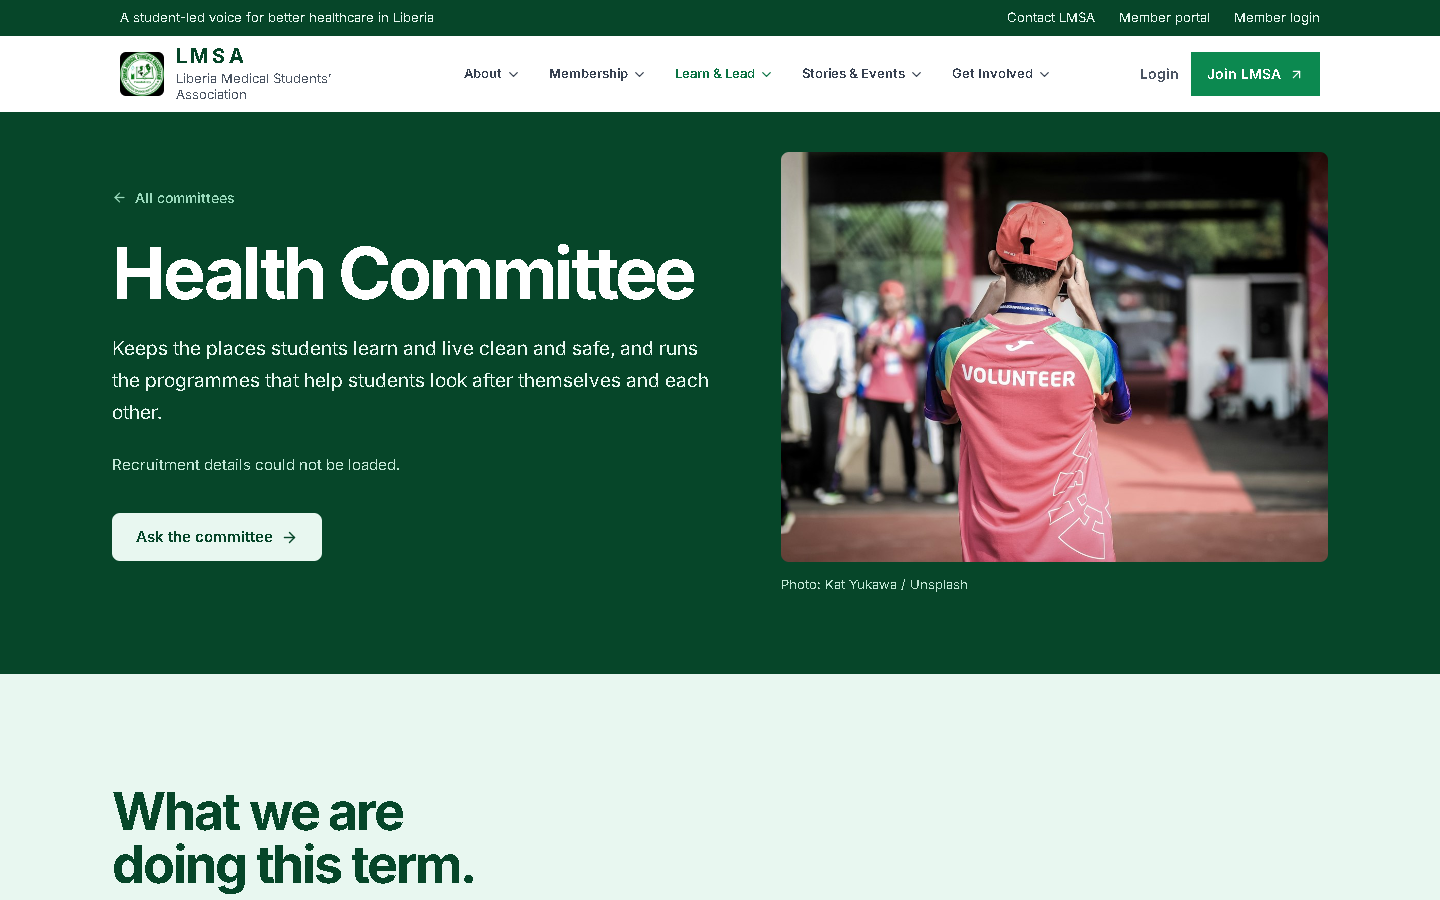 A student-led voice for better healthcare in Liberia
Contact LMSA Member portal Member login
LMSA
Liberia Medical Students'
Association
About Membership Learn & Lead Stories & Events Get Involved
Login Join LMSA
All committees
Health Committee
Keeps the places students learn and live clean and safe, and runs
the programmes that help students look after themselves and each
other.
Recruitment details could not be loaded.
Ask the committee
VOLUNTEER
Photo: Kat Yukawa / Unsplash
What we are
doing this term.